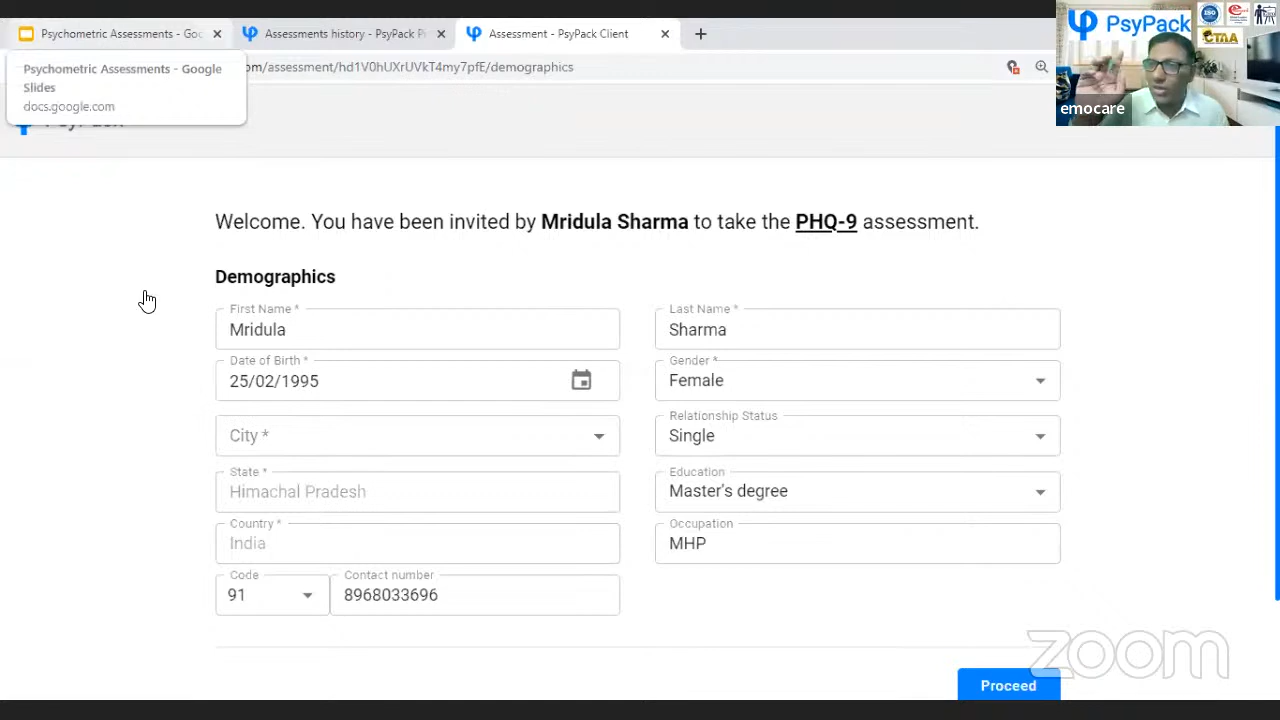 Psychometric Assessments - Goo
Assessments history - PsyPack P
Assessment - PsyPack Client
Psychometric Assessments - Google
Slides
docs.google.com
om/assessment/hd1V0hUXrUVkT4my7pfE/demographics
PsyPack
ISO
CTAA
emocare
Welcome. You have been invited by Mridula Sharma to take the PHQ-9 assessment.
Demographics
First Name *
Mridula
Last Name *
Sharma
Date of Birth *
25/02/1995
Gender *
Female
City *
Relationship Status
Single
State *
Himachal Pradesh
Education
Master's degree
Country *
India
Occupation
MHP
Code
91
Contact number
8968033696
zoom
Proceed